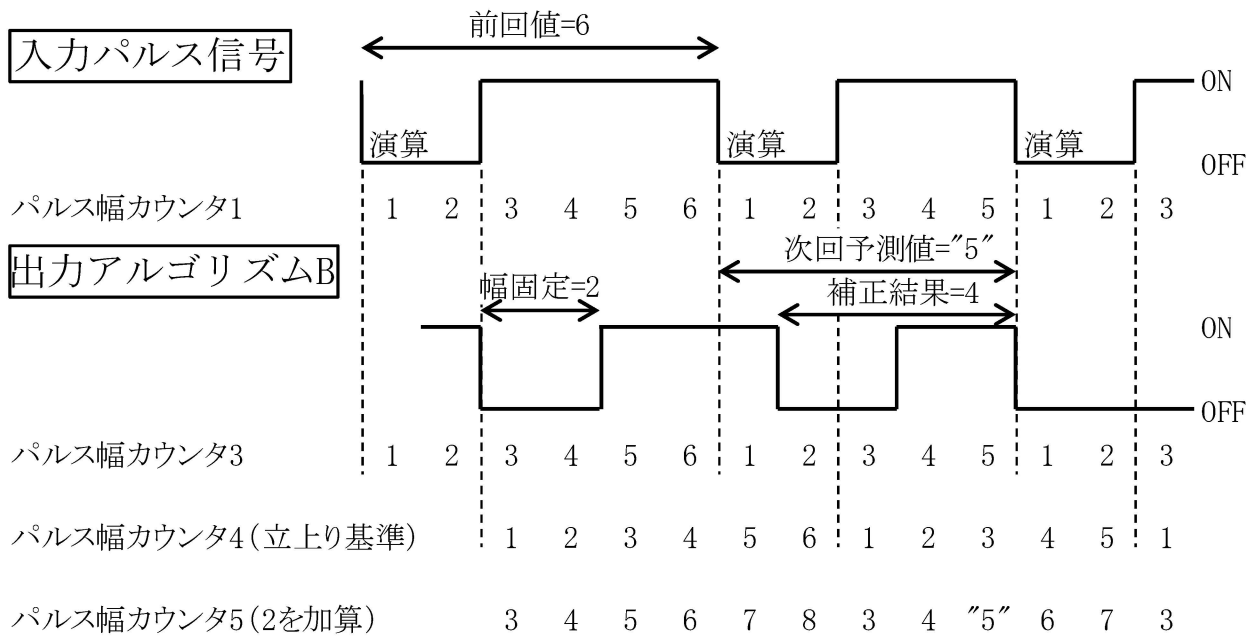 前回値=6
入力パルス信号
ON
演算 演算 演算
OFF
パルス幅カウンタ1 1 2 3 4 5 6 1 2 3 4 5 1 2 3
出力アルゴリズムB
次回予測値="5"
幅固定=2 補正結果=4
ON
OFF
パルス幅カウンタ3 1 2 3 4 5 6 1 2 3 4 5 1 2 3
パルス幅カウンタ4(立上り基準) 1 2 3 4 5 6 1 2 3 4 5 1
パルス幅カウンタ5(2を加算) 3 4 5 6 7 8 3 4 "5" 6 7 3